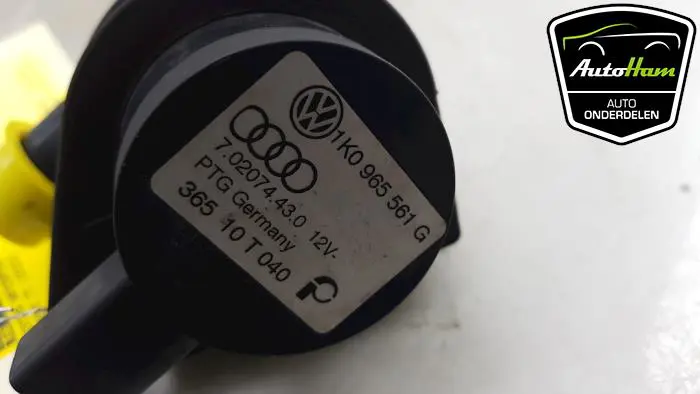 1K0 965 561 G
7.02074.43.0 12V-
PTG Germany
365 10 T 040
AutoHam
AUTO
ONDERDELEN